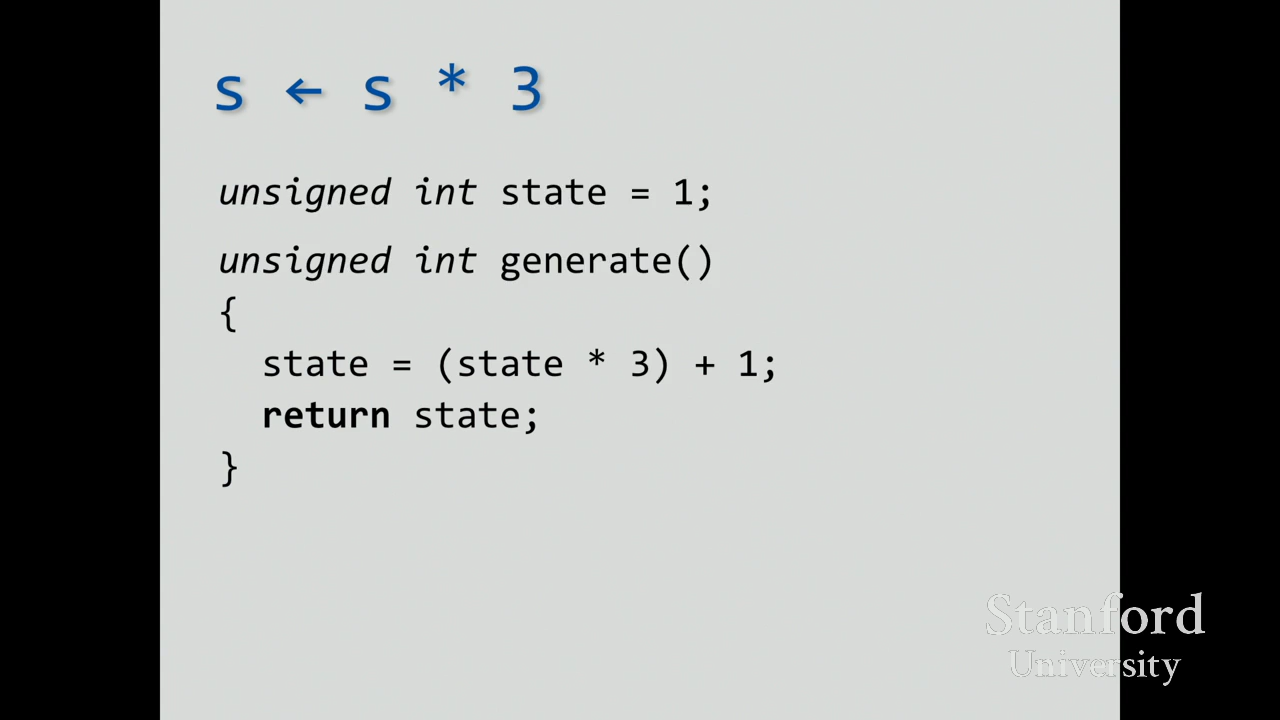 s ← s * 3
unsigned int state = 1;
unsigned int generate()
{
  state = (state * 3) + 1;
  return state;
}
Stanford
University